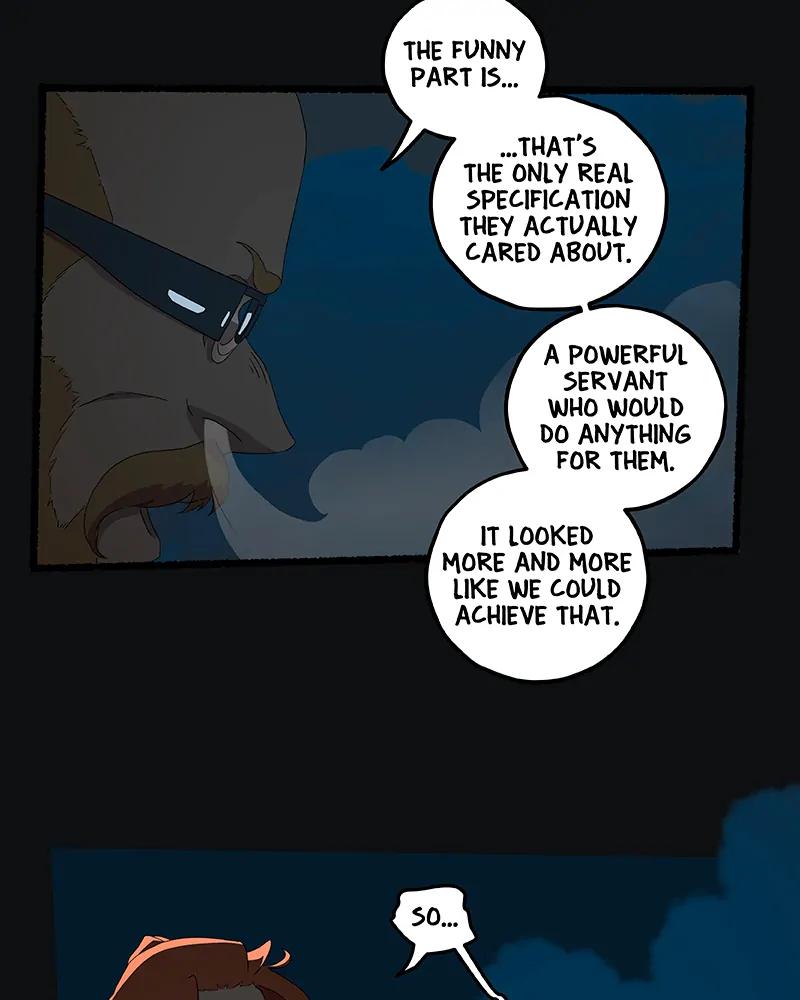 THE FUNNY
PART IS...
...THAT'S
THE ONLY REAL
SPECIFICATION
THEY ACTUALLY
CARED ABOUT.
A POWERFUL
SERVANT
WHO WOULD
DO ANYTHING
FOR THEM.
IT LOOKED
MORE AND MORE
LIKE WE COULD
ACHIEVE THAT.
SO...